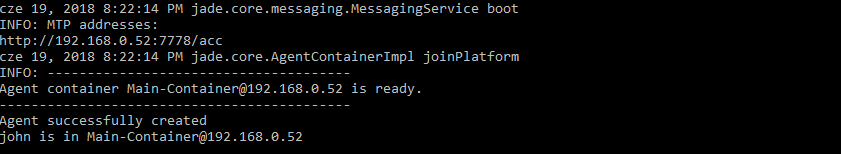 cze 19, 2018 8:22:14 PM jade.core.messaging.MessagingService boot
INFO: MTP addresses:
http://192.168.0.52:7778/acc
cze 19, 2018 8:22:14 PM jade.core.AgentContainerImpl joinPlatform
INFO: --------------------------------------
Agent container Main-Container@192.168.0.52 is ready.
--------------------------------------------
Agent successfully created
john is in Main-Container@192.168.0.52